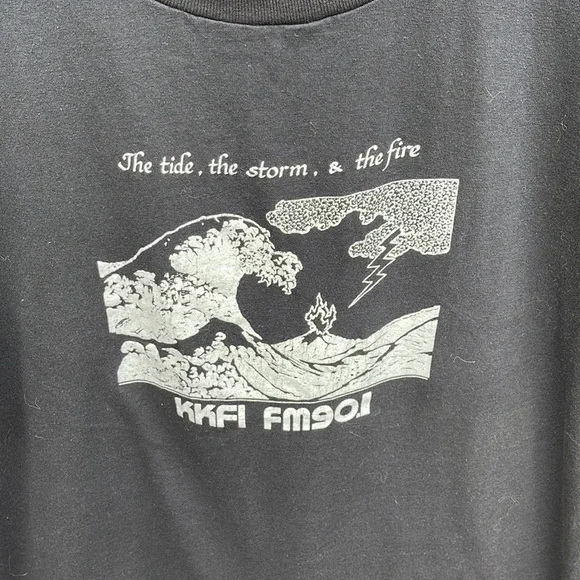 The tide, the storm, & the fire
KKFI FM90.1